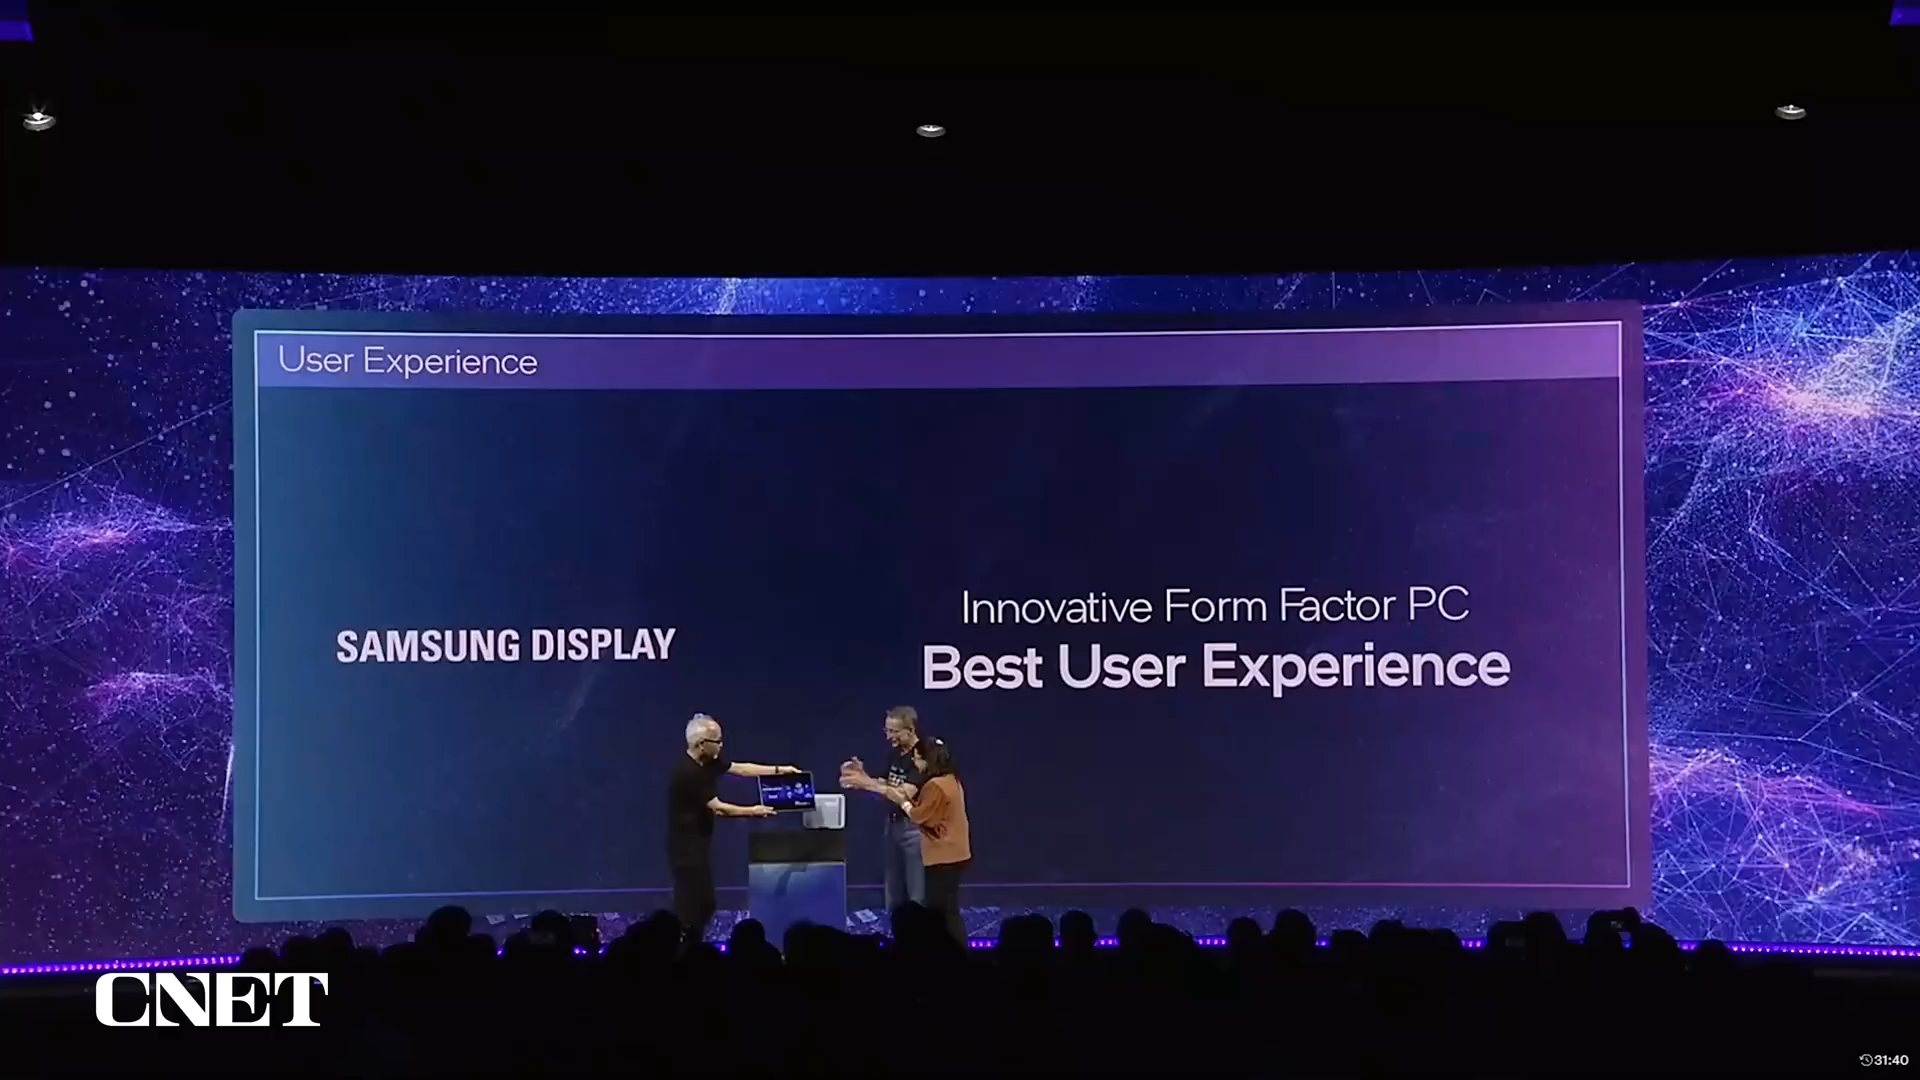 User Experience
SAMSUNG DISPLAY
Innovative Form Factor PC
Best User Experience
CNET
31:40